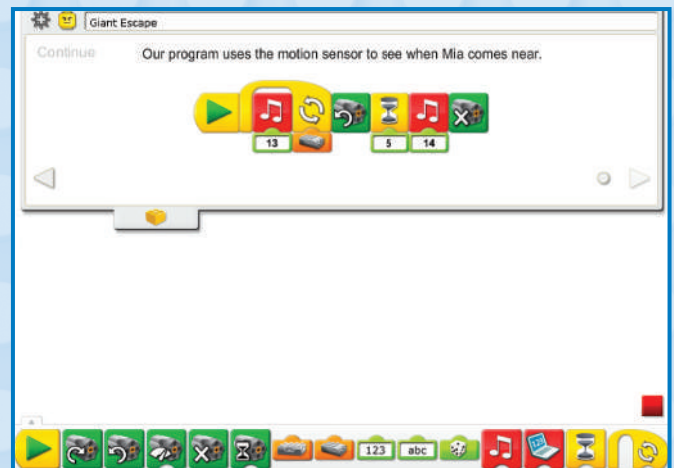 Giant Escape
Continue
Our program uses the motion sensor to see when Mia comes near.
13
5
14
123
abc